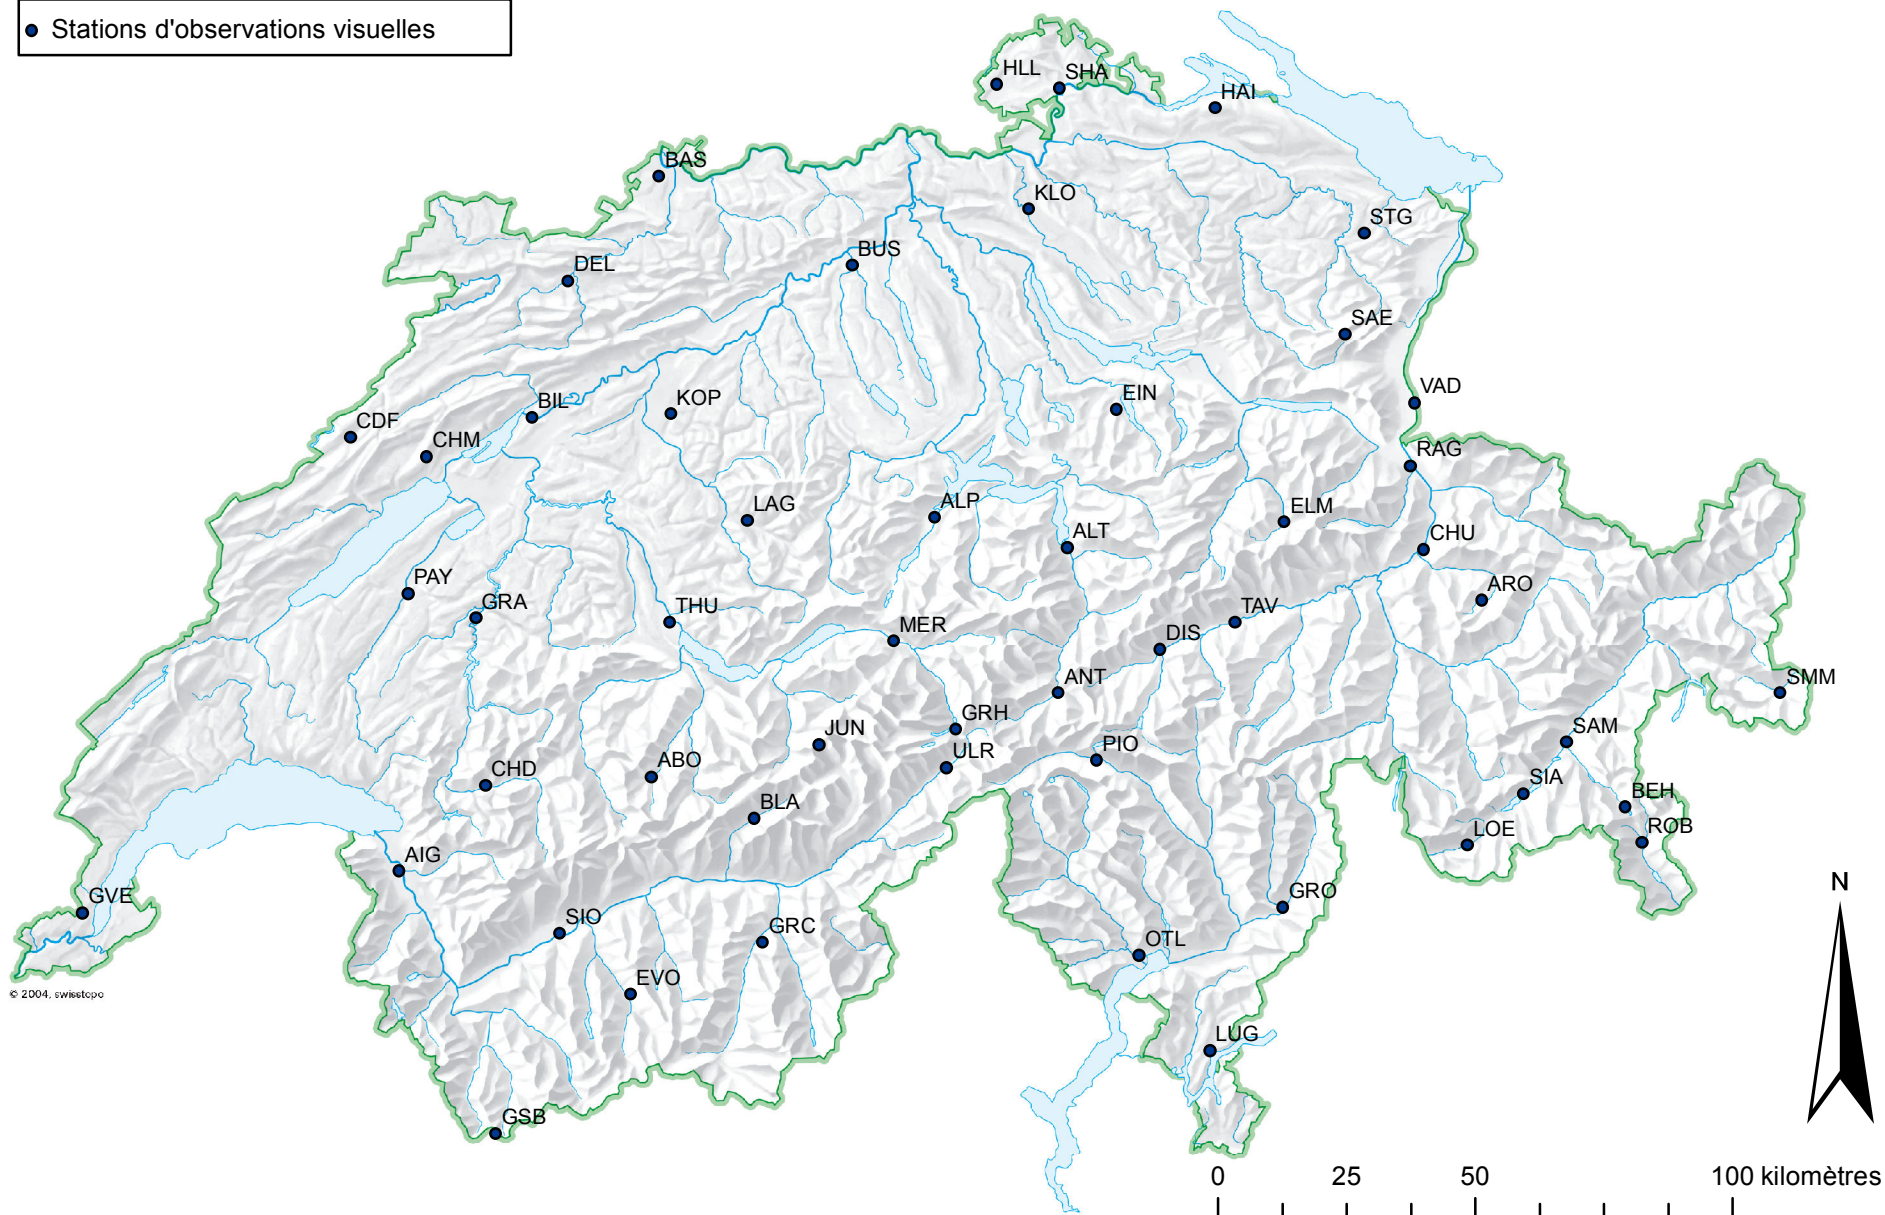 Stations d'observations visuelles
HLL
SHA
HAI
BAS
KLO
STG
BUS
DEL
SAE
VAD
EIN
KOP
BIL
CDF
CHM
RAG
LAG
ALP
ELM
ALT
CHU
PAY
ARO
GRA
THU
TAV
MER
DIS
ANT
SMM
GRH
JUN
SAM
PIO
ULR
ABO
CHD
SIA
BEH
BLA
ROB
LOE
AIG
N
GVE
GRO
SIO
GRC
OTL
EVO
© 2004, swisstopo
LUG
GSB
0 25 50 100 kilomètres